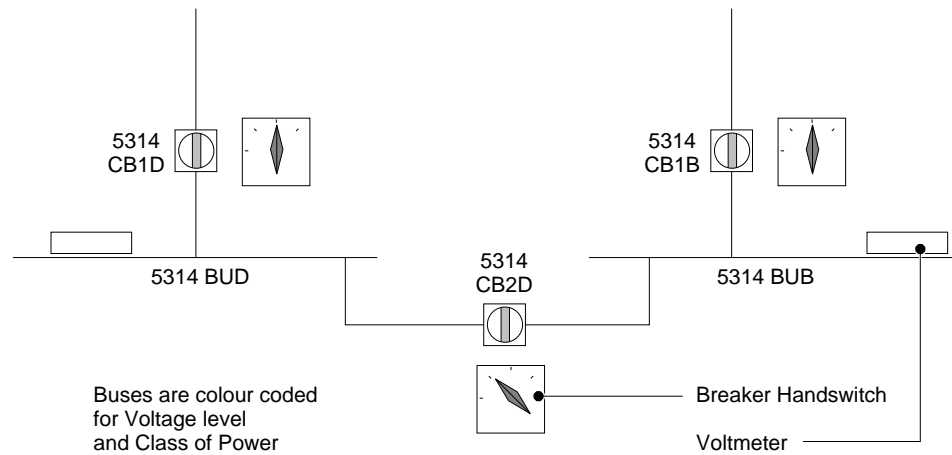 5314
CB1D
5314
CB1B
5314 BUD
5314
CB2D
5314 BUB
Buses are colour coded
for Voltage level
and Class of Power
Breaker Handswitch
Voltmeter